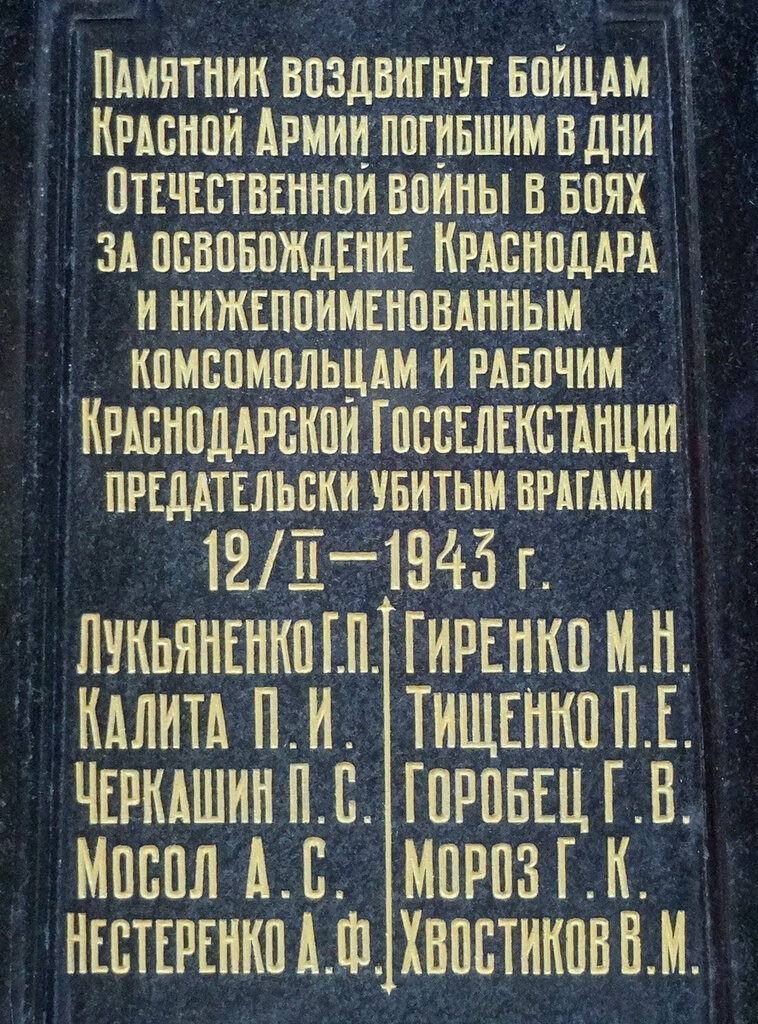 Памятник воздвигнут бойцам
Красной Армии погибшим в дни
Отечественной войны в боях
за освобождение Краснодара
и нижепоименованным
комсомольцам и рабочим
Краснодарской Госселекстанции
предательски убитым врагами
12/II—1943 г.
Лукьяненко Г.П.
Калита П.И.
Черкашин П.С.
Мосол А.С.
Нестеренко А.Ф.
Гиренко М.Н.
Тищенко П.Е.
Горобец Г.В.
Мороз Г.К.
Хвостиков В.М.